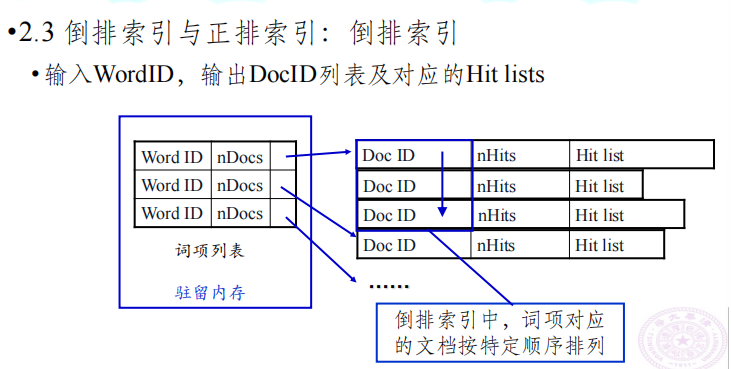 •2.3 倒排索引与正排索引：倒排索引
•输入WordID，输出DocID列表及对应的Hit lists
Word ID nDocs
Word ID nDocs
Word ID nDocs
词项列表
驻留内存
Doc ID nHits Hit list
Doc ID nHits Hit list
Doc ID nHits Hit list
Doc ID nHits Hit list
……
倒排索引中，词项对应
的文档按特定顺序排列